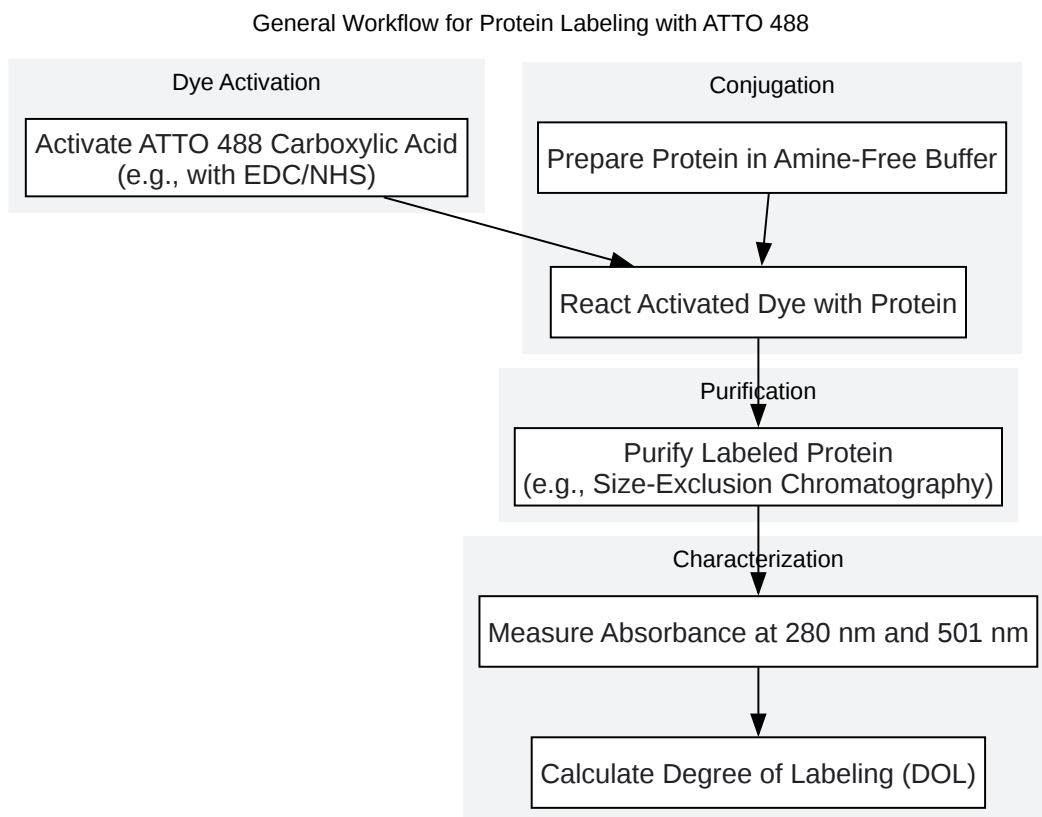 General Workflow for Protein Labeling with ATTO 488
Dye Activation
Activate ATTO 488 Carboxylic Acid
(e.g., with EDC/NHS)
Conjugation
Prepare Protein in Amine-Free Buffer
React Activated Dye with Protein
Purification
Purify Labeled Protein
(e.g., Size-Exclusion Chromatography)
Characterization
Measure Absorbance at 280 nm and 501 nm
Calculate Degree of Labeling (DOL)